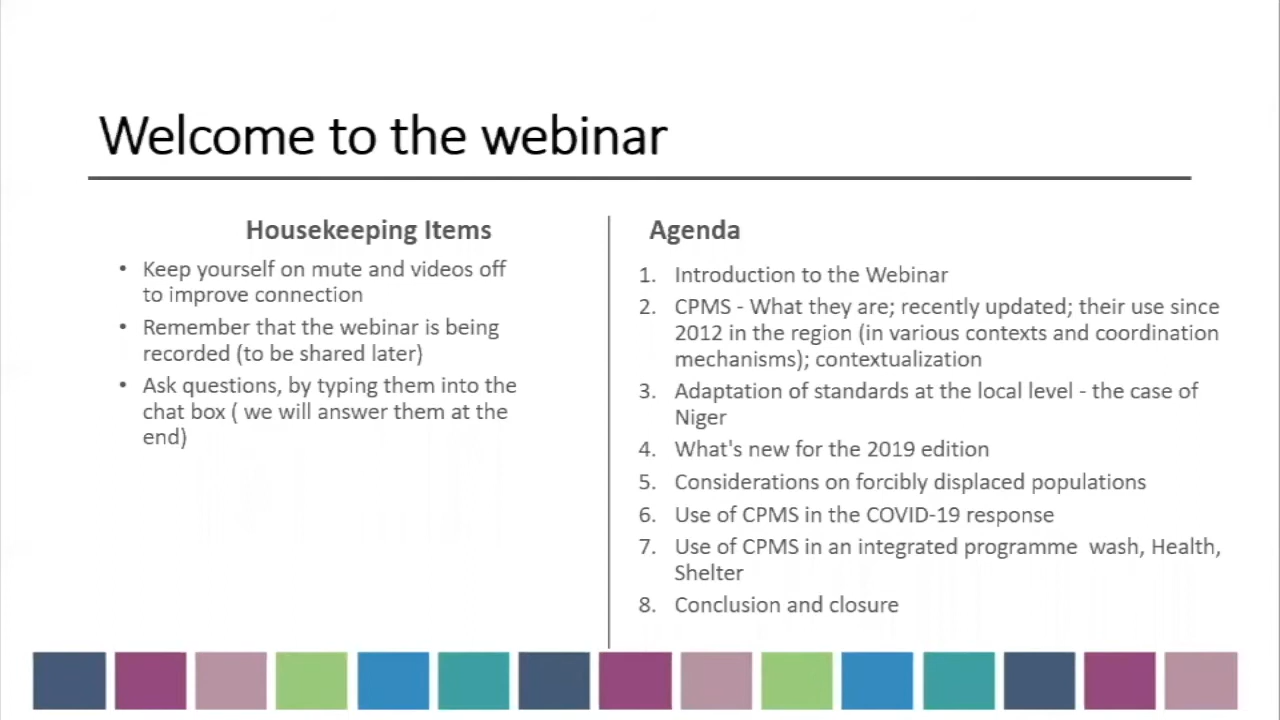 Welcome to the webinar
Housekeeping Items
• Keep yourself on mute and videos off
to improve connection
• Remember that the webinar is being
recorded (to be shared later)
• Ask questions, by typing them into the
chat box ( we will answer them at the
end)
Agenda
1. Introduction to the Webinar
2. CPMS - What they are; recently updated; their use since
2012 in the region (in various contexts and coordination
mechanisms); contextualization
3. Adaptation of standards at the local level - the case of
Niger
4. What's new for the 2019 edition
5. Considerations on forcibly displaced populations
6. Use of CPMS in the COVID-19 response
7. Use of CPMS in an integrated programme  wash, Health,
Shelter
8. Conclusion and closure